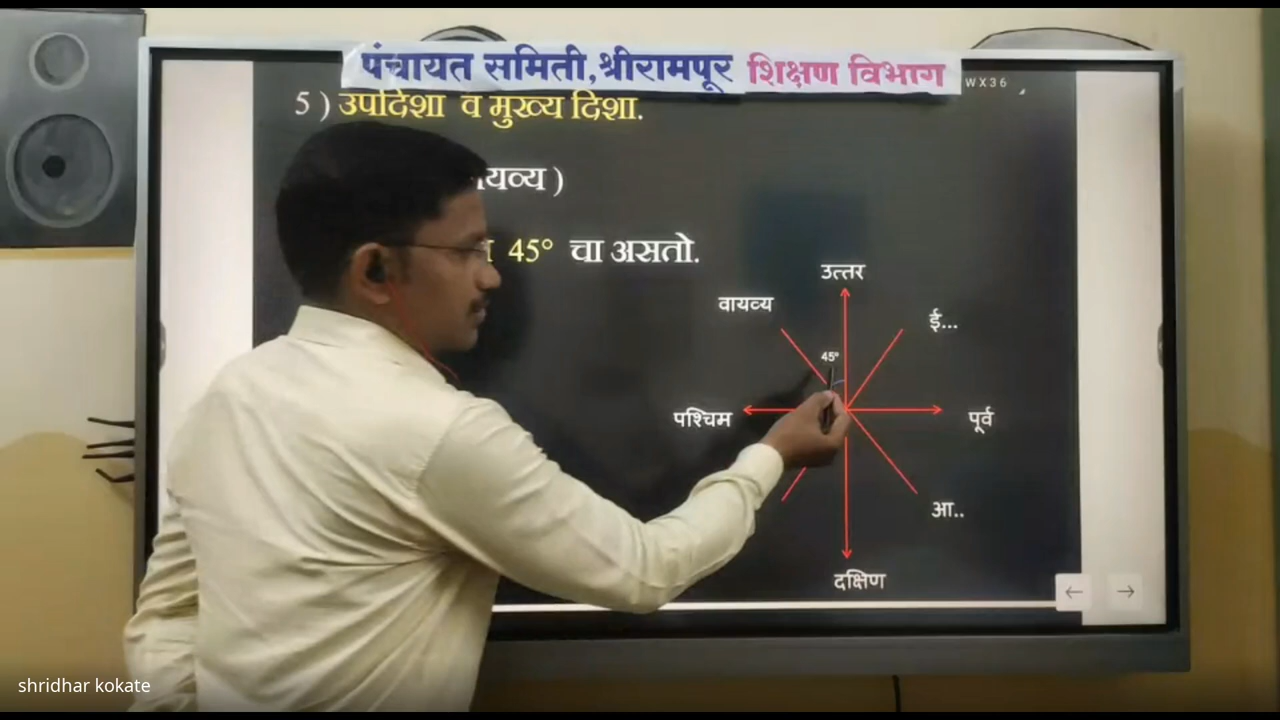 पंचायत समिती,श्रीरामपूर शिक्षण विभाग
WX36
5 ) उपदिशा व मुख्य दिशा.
यव्य )
45° चा असतो.
उत्तर
वायव्य
ई...
45°
पश्चिम
पूर्व
आ..
दक्षिण
shridhar kokate